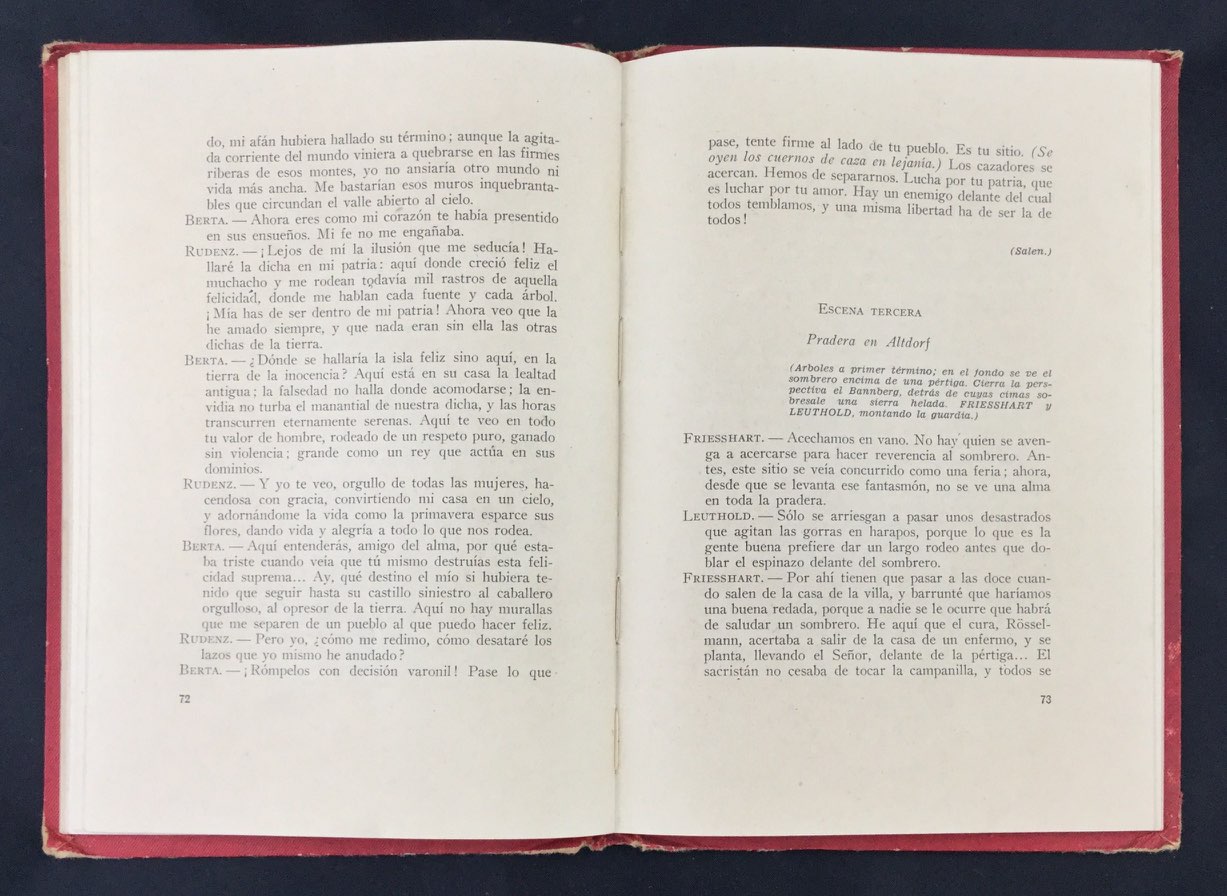 do, mi afán hubiera hallado su término; aunque la agita-
da corriente del mundo viniera a quebrarse en las firmes
riberas de esos montes, yo no ansiaría otro mundo ni
vida más ancha. Me bastarían esos muros inquebranta-
bles que circundan el valle abierto al cielo.
BERTA. — Ahora eres como mi corazón te había presentido
en sus ensueños. Mi fe no me engañaba.
RUDENZ. — ¡Lejos de mí la ilusión que me seducía! Ha-
llaré la dicha en mi patria: aquí donde creció feliz el
muchacho y me rodean todavía mil rastros de aquella
felicidad, donde me hablan cada fuente y cada árbol.
¡Mía has de ser dentro de mi patria! Ahora veo que la
he amado siempre, y que nada eran sin ella las otras
dichas de la tierra.
BERTA. — ¿Dónde se hallaría la isla feliz sino aquí, en la
tierra de la inocencia? Aquí está en su casa la lealtad
antigua; la falsedad no halla donde acomodarse; la en-
vidia no turba el manantial de nuestra dicha, y las horas
transcurren eternamente serenas. Aquí te veo en todo
tu valor de hombre, rodeado de un respeto puro, ganado
sin violencia; grande como un rey que actúa en sus
dominios.
RUDENZ. — Y yo te veo, orgullo de todas las mujeres, ha-
cendosa con gracia, convirtiendo mi casa en un cielo,
y adornándome la vida como la primavera esparce sus
flores, dando vida y alegría a todo lo que nos rodea.
BERTA. — Aquí entenderás, amigo del alma, por qué esta-
ba triste cuando veía que tú mismo destruías esta feli-
cidad suprema... Ay, qué destino el mío si hubiera te-
nido que seguir hasta su castillo siniestro al caballero
orgulloso, al opresor de la tierra. Aquí no hay murallas
que me separen de un pueblo al que puedo hacer feliz.
RUDENZ. — Pero yo, ¿cómo me redimo, cómo desataré los
lazos que yo mismo he anudado?
BERTA. — ¡Rómpelos con decisión varonil! Pase lo que
72
pase, tente firme al lado de tu pueblo. Es tu sitio. (Se
oyen los cuernos de caza en lejanía.) Los cazadores se
acercan. Hemos de separarnos. Lucha por tu patria, que
es luchar por tu amor. Hay un enemigo delante del cual
todos temblamos, y una misma libertad ha de ser la de
todos!
(Salen.)
ESCENA TERCERA
Pradera en Altdorf
(Arboles a primer término; en el fondo se ve el
sombrero encima de una pértiga. Cierra la pers-
pectiva el Bannberg, detrás de cuyas cimas so-
bresale una sierra helada. FRIESSHART y
LEUTHOLD, montando la guardia.)
FRIESSHART. — Acechamos en vano. No hay quien se aven-
ga a acercarse para hacer reverencia al sombrero. An-
tes, este sitio se veía concurrido como una feria; ahora,
desde que se levanta ese fantasmón, no se ve una alma
en toda la pradera.
LEUTHOLD. — Sólo se arriesgan a pasar unos desastrados
que agitan las gorras en harapos, porque lo que es la
gente buena prefiere dar un largo rodeo antes que do-
blar el espinazo delante del sombrero.
FRIESSHART. — Por ahí tienen que pasar a las doce cuan-
do salen de la casa de la villa, y barrunté que haríamos
una buena redada, porque a nadie se le ocurre que habrá
de saludar un sombrero. He aquí que el cura, Rössel-
mann, acertaba a salir de la casa de un enfermo, y se
planta, llevando el Señor, delante de la pértiga... El
sacristán no cesaba de tocar la campanilla, y todos se
73